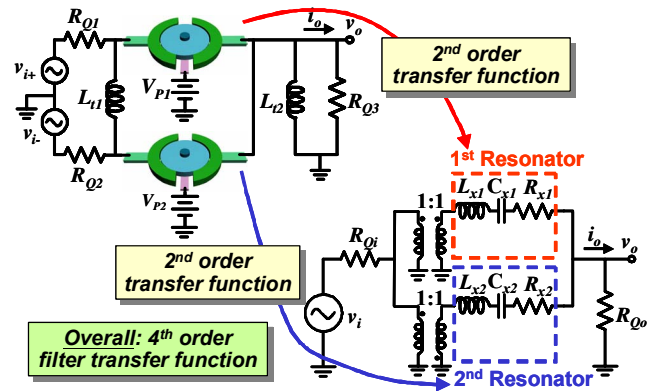 R_Q1
v_i+
L_t1
v_i-
R_Q2
V_P1
V_P2
i_o
v_o
L_t2
R_Q3
2nd order
transfer function
1st Resonator
L_x1 C_x1 R_x1
1:1
R_Qi
i_o
v_o
2nd order
transfer function
L_x2 C_x2 R_x2
1:1
v_i
R_Qo
Overall: 4th order
filter transfer function
2nd Resonator